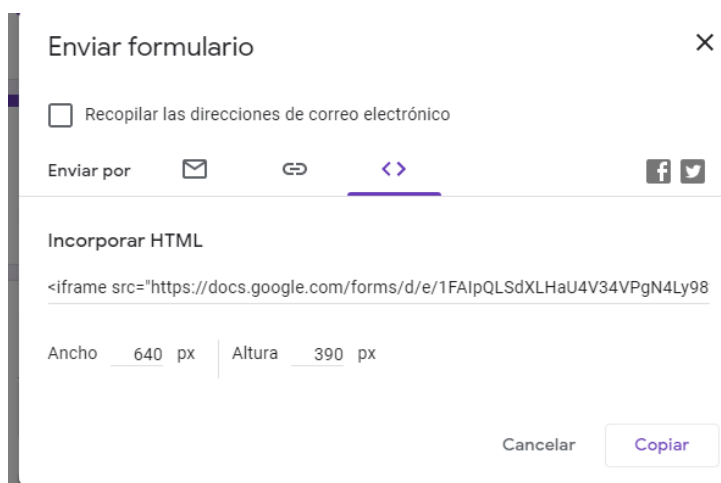 Enviar formulario
Recopilar las direcciones de correo electrónico
Enviar por
Incorporar HTML
<iframe src="https://docs.google.com/forms/d/e/1FAIpQLSdXLHaU4V34VPgN4Ly98
Ancho 640 px Altura 390 px
Cancelar Copiar